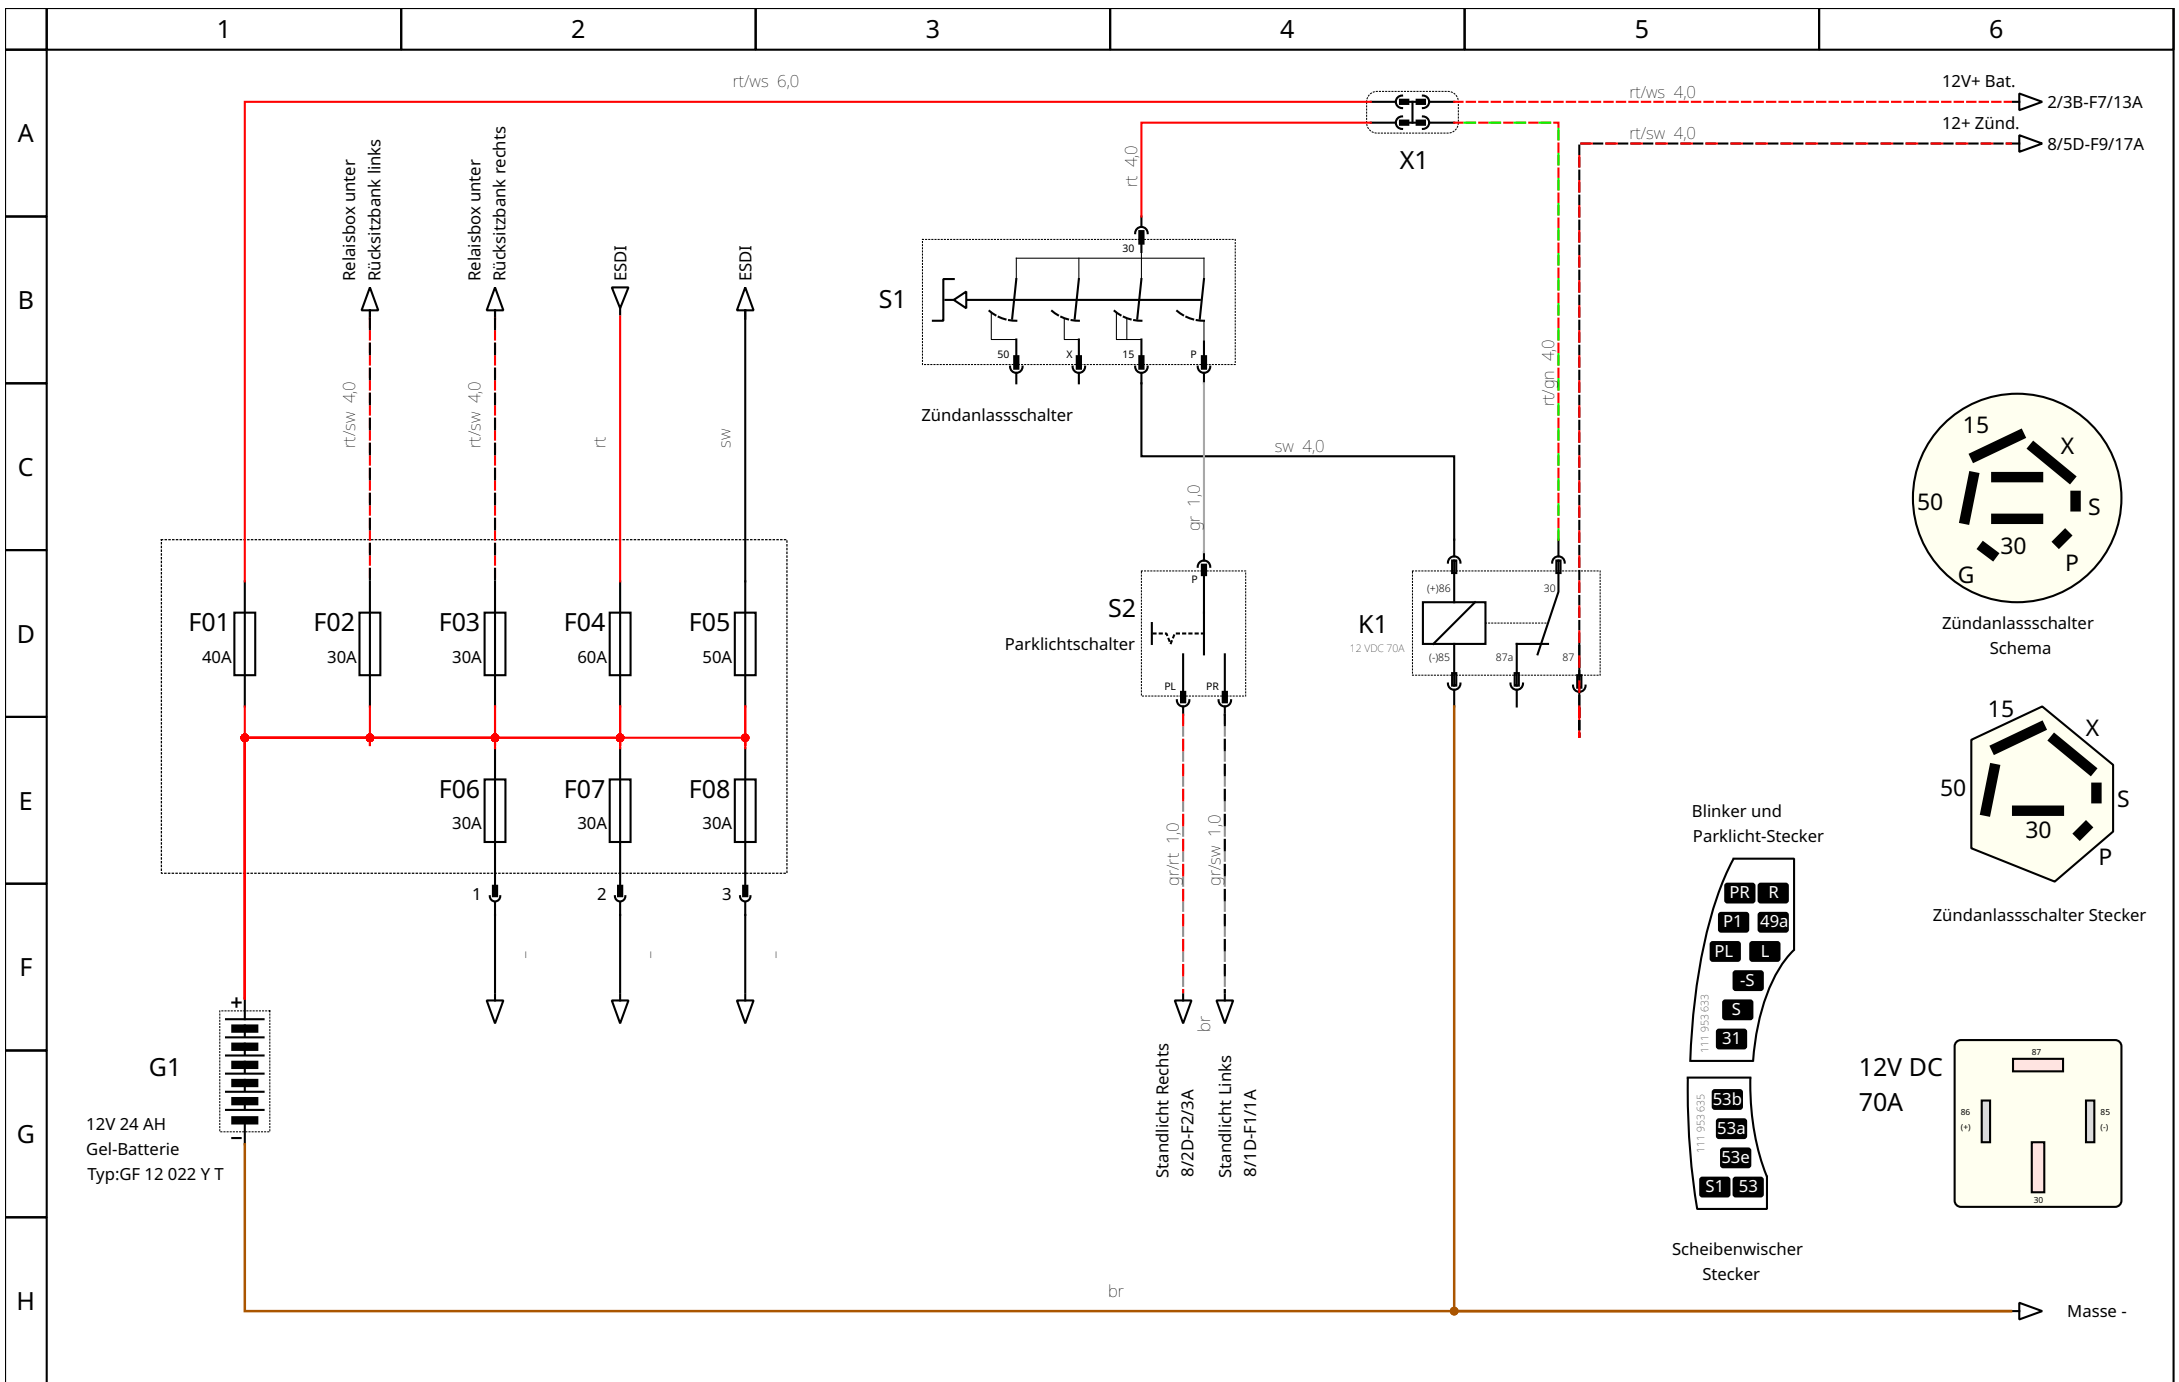 1
2
3
4
5
6
A
B
C
D
E
F
G
H
rt/ws 6,0
rt/ws 4,0
12V+ Bat.
2/3B-F7/13A
rt/sw 4,0
12+ Zünd.
8/5D-F9/17A
X1
rt 4,0
Relaisbox unter
Rücksitzbank links
Relaisbox unter
Rücksitzbank rechts
ESDI
ESDI
rt/sw 4,0
rt/sw 4,0
rt
sw
S1
30
50
X
15
P
Zündanlassschalter
sw 4,0
gr 1,0
rt/gn 4,0
F01
40A
F02
30A
F03
30A
F04
60A
F05
50A
F06
30A
F07
30A
F08
30A
1
2
3
-
-
-
S2
Parklichtschalter
P
PL
PR
K1
12 VDC 70A
(+)86
30
(-)85
87a
87
gr/rt 1,0
gr/sw 1,0
br
Standlicht Rechts
8/2D-F2/3A
Standlicht Links
8/1D-F1/1A
15
X
50
S
30
G
P
Zündanlassschalter
Schema
15
X
50
S
30
P
Zündanlassschalter Stecker
Blinker und
Parklicht-Stecker
PR R
P1 49a
PL L
-S
S
31
111 953 633
53b
53a
53e
S1 53
111 953 635
Scheibenwischer
Stecker
12V DC
70A
87
86
(+)
85
(-)
30
+
G1
−
12V 24 AH
Gel-Batterie
Typ:GF 12 022 Y T
br
Masse -